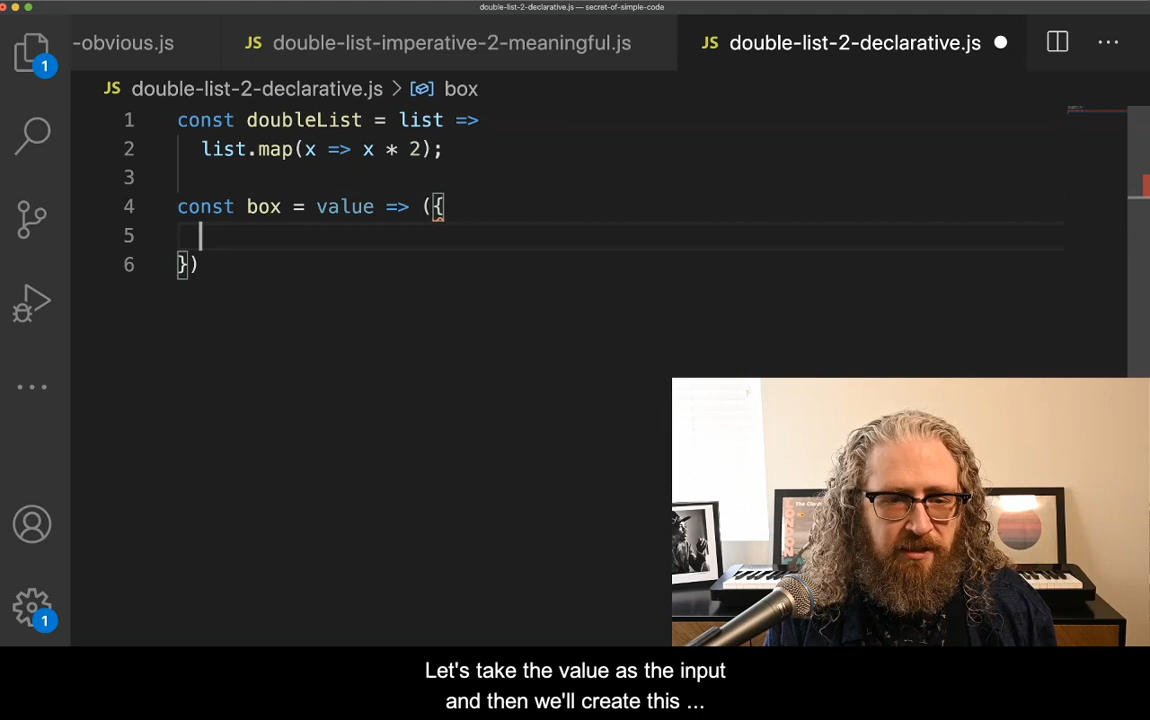 double-list-2-declarative.js — secret-of-simple-code
-obvious.js JS double-list-imperative-2-meaningful.js JS double-list-2-declarative.js
JS double-list-2-declarative.js > box
1 const doubleList = list =>
2 list.map(x => x * 2);
3
4 const box = value => ({
5
6 })
1
1
Let's take the value as the input
and then we'll create this ...